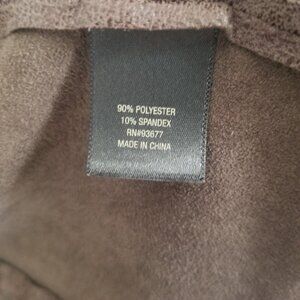 90% POLYESTER
10% SPANDEX
RN#93677
MADE IN CHINA